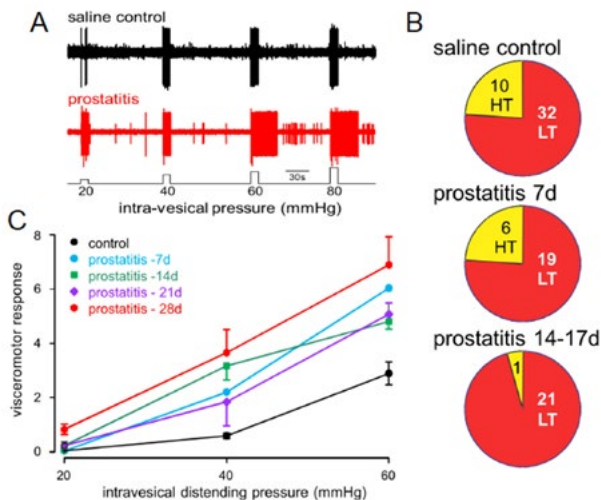 A
saline control
prostatitis
30s
20 40 60 80
intra-vesical pressure (mmHg)
B
saline control
10
HT
32
LT
prostatitis 7d
6
HT
19
LT
prostatitis 14-17d
1
21
LT
C
8
6
4
2
0
visceromotor response
control
prostatitis -7d
prostatitis -14d
prostatitis - 21d
prostatitis - 28d
20 40 60
intravesical distending pressure (mmHg)